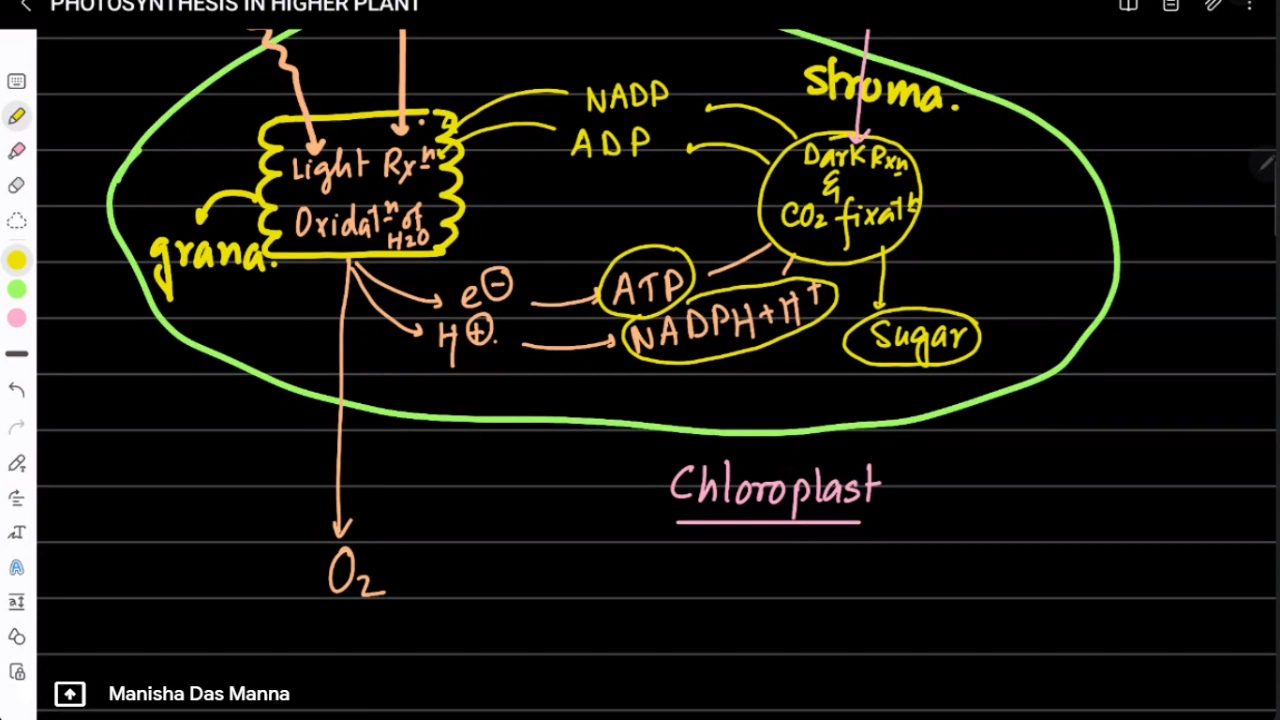 PHOTOSYNTHESIS IN HIGHER PLANT
stroma.
NADP
ADP
Light Rxn
Oxidatn of
H2O
Dark Rxn
&
CO2 fixatn
grana.
e⊖
ATP
H⊕.
NADPH+H+
Sugar
Chloroplast
O2
Manisha Das Manna